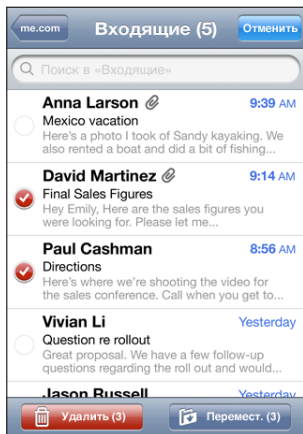 me.com
Входящие (5)
Отменить
Поиск в «Входящие»
Anna Larson 9:39 AM
Mexico vacation
Here's a photo I took of Sandy kayaking. We
also rented a boat and did a bit of fishing...
David Martinez 9:14 AM
Final Sales Figures
Hey Emily, Here are the sales figures you
were looking for. Please let me...
Paul Cashman 8:56 AM
Directions
Here's where we're shooting the video for
the sales conference. Call when you get to...
Vivian Li Yesterday
Question re rollout
Great proposal. We have a few follow-up
questions regarding the roll out and would...
Jason Russell Yesterday
Удалить (3)
Перемест. (3)